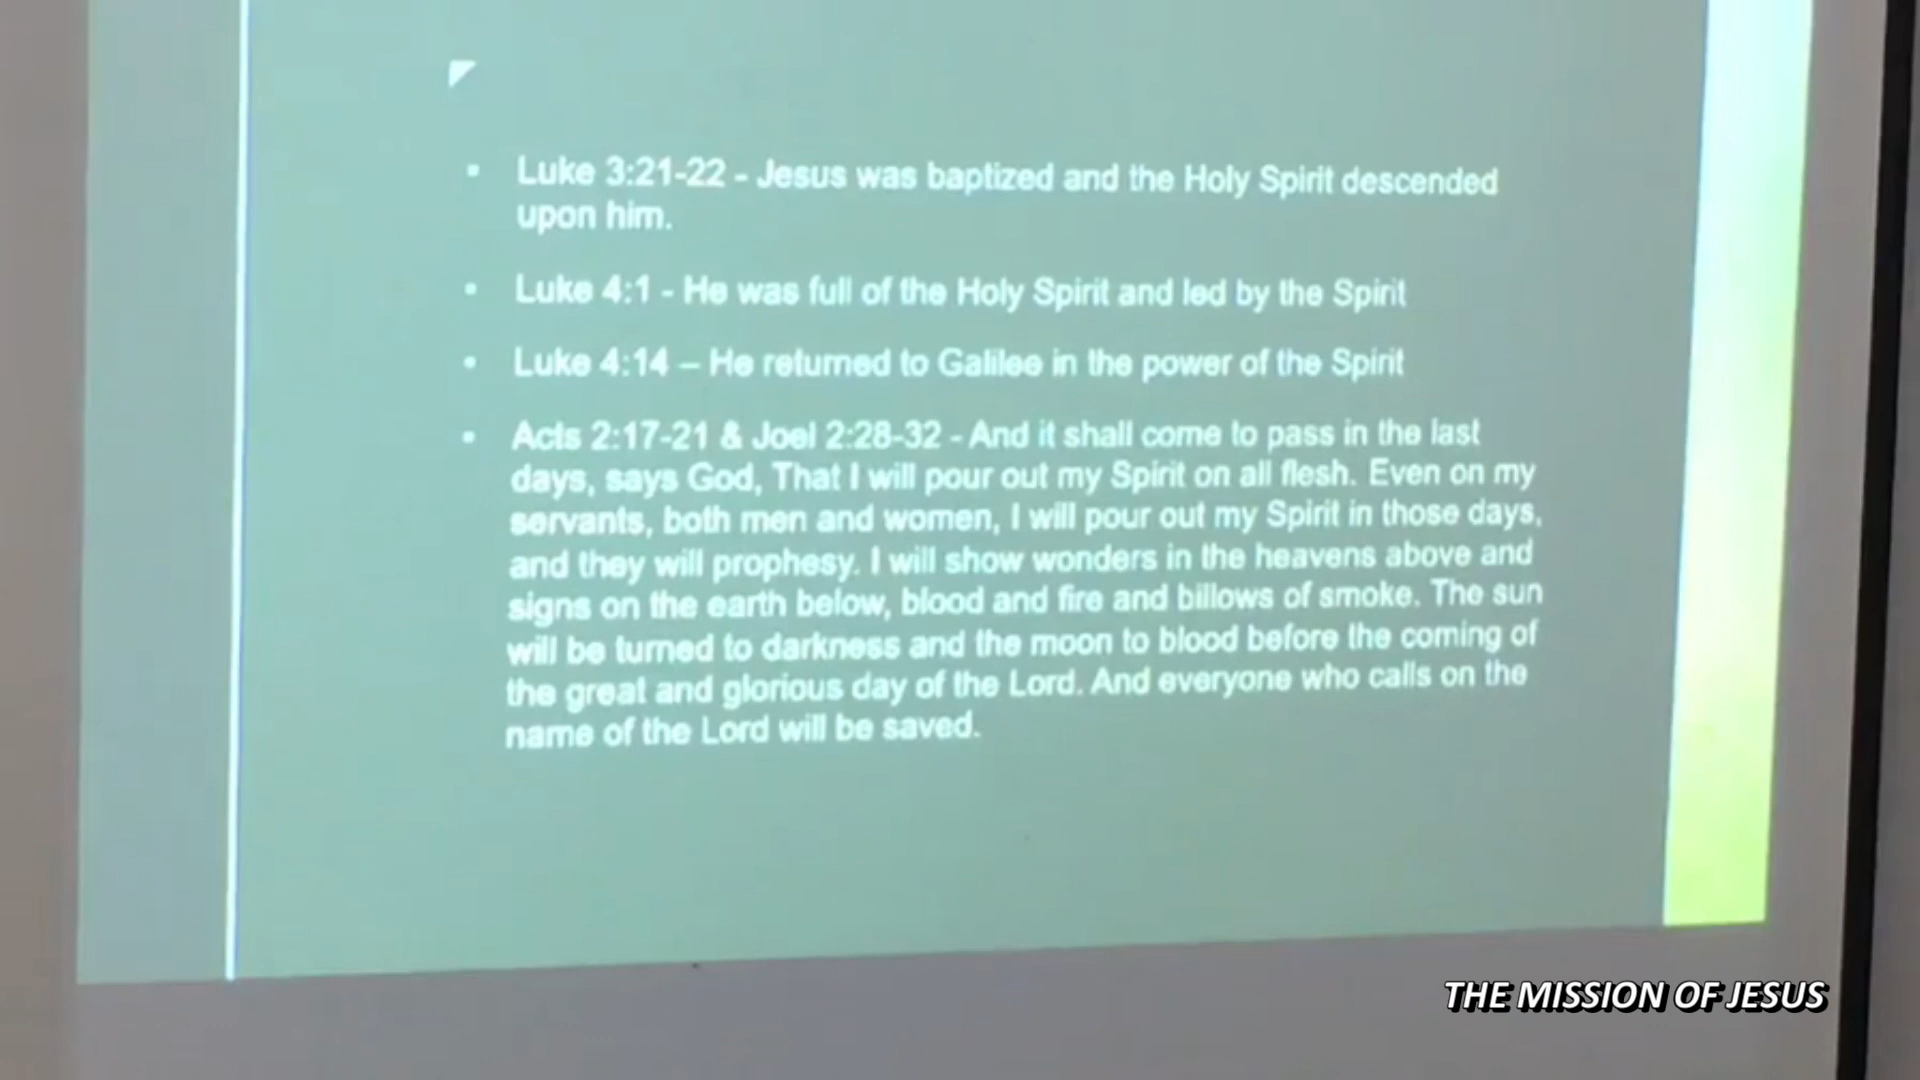 • Luke 3:21-22 - Jesus was baptized and the Holy Spirit descended
upon him.
• Luke 4:1 - He was full of the Holy Spirit and led by the Spirit
• Luke 4:14 – He returned to Galilee in the power of the Spirit
• Acts 2:17-21 & Joel 2:28-32 - And it shall come to pass in the last
days, says God, That I will pour out my Spirit on all flesh. Even on my
servants, both men and women, I will pour out my Spirit in those days,
and they will prophesy. I will show wonders in the heavens above and
signs on the earth below, blood and fire and billows of smoke. The sun
will be turned to darkness and the moon to blood before the coming of
the great and glorious day of the Lord. And everyone who calls on the
name of the Lord will be saved.
THE MISSION OF JESUS